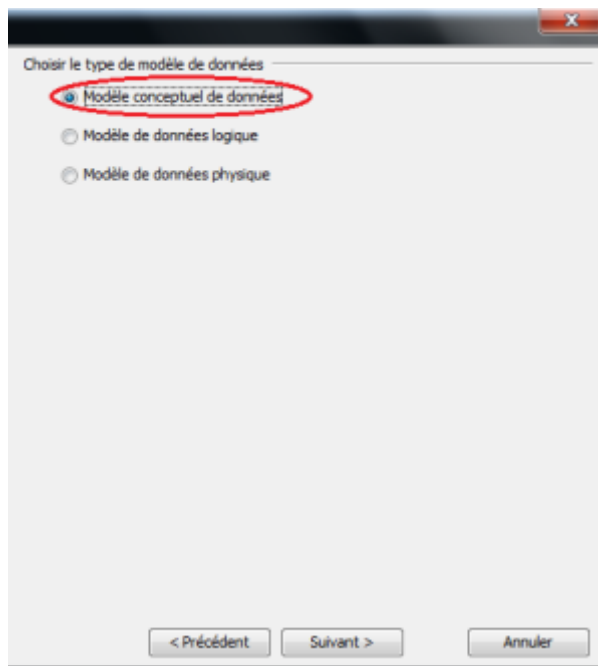 Choisir le type de modèle de données
Modèle conceptuel de données
Modèle de données logique
Modèle de données physique
< Précédent
Suivant >
Annuler